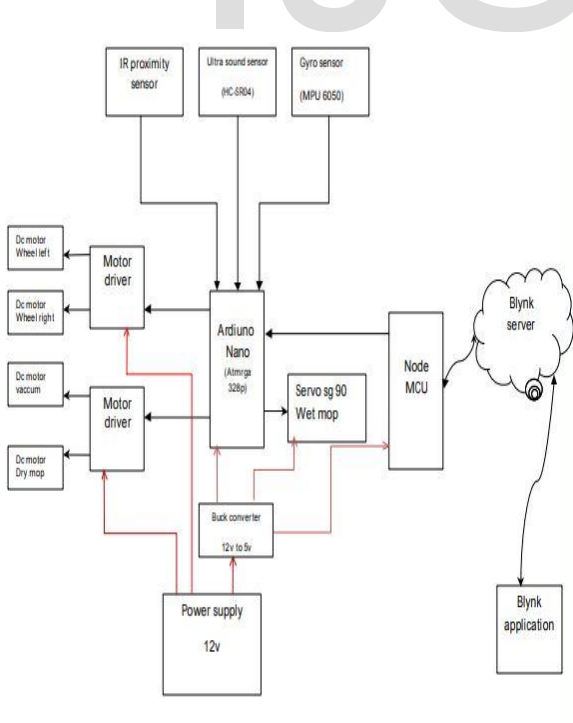 IR proximity
sensor
Ultra sound sensor
(HC-SR04)
Gyro sensor
(MPU 6050)
Dc motor
Wheel left
Dc motor
Wheel right
Motor
driver
Ardiuno
Nano
(Atmrga
328p)
Node
MCU
Blynk
server
Dc motor
vaccum
Dc motor
Dry mop
Motor
driver
Servo sg 90
Wet mop
Buck converter
12v to 5v
Power supply
12v
Blynk
application